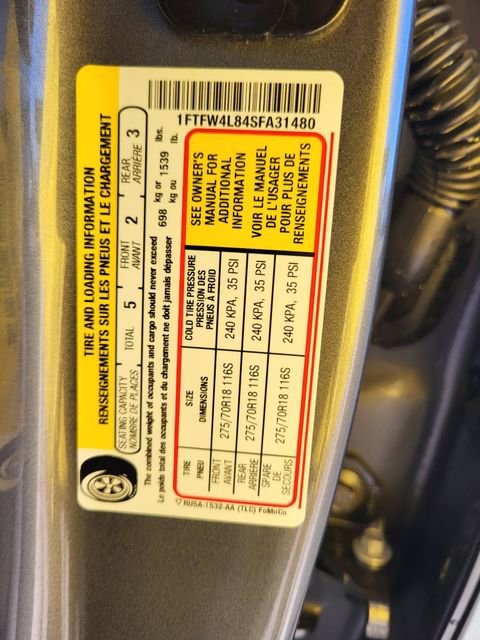 TIRE AND LOADING INFORMATION
RENSEIGNEMENTS SUR LES PNEUS ET LE CHARGEMENT
SEATING CAPACITY TOTAL 5 FRONT 2 REAR 3
NOMBRE DE PLACES AVANT ARRIÈRE
The combined weight of occupants and cargo should never exceed 698 kg or 1539 lbs.
Le poids total des occupants et du chargement ne doit jamais dépasser kg ou lb.
1FTFW4L84SFA31480
TIRE SIZE COLD TIRE PRESSURE
PNEU DIMENSIONS PRESSION DES PNEUS À FROID
FRONT AVANT 275/70R18 116S 240 KPA, 35 PSI
REAR ARRIÈRE 275/70R18 116S 240 KPA, 35 PSI
SPARE DE SECOURS 275/70R18 116S 240 KPA, 35 PSI
SEE OWNER'S
MANUAL FOR
ADDITIONAL
INFORMATION
VOIR LE MANUEL
DE L'USAGER
POUR PLUS DE
RENSEIGNEMENTS
RU5A-1532-AA (TLC) FoMoCo